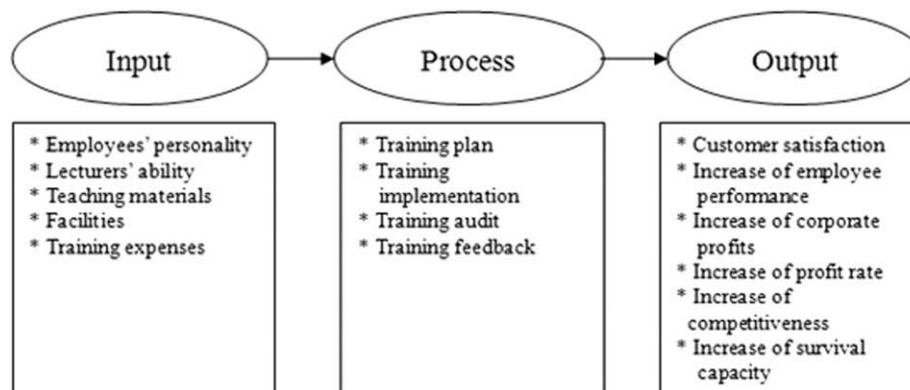 Input
Process
Output
* Employees' personality
* Lecturers' ability
* Teaching materials
* Facilities
* Training expenses
* Training plan
* Training
implementation
* Training audit
* Training feedback
* Customer satisfaction
* Increase of employee
performance
* Increase of corporate
profits
* Increase of profit rate
* Increase of
competitiveness
* Increase of survival
capacity